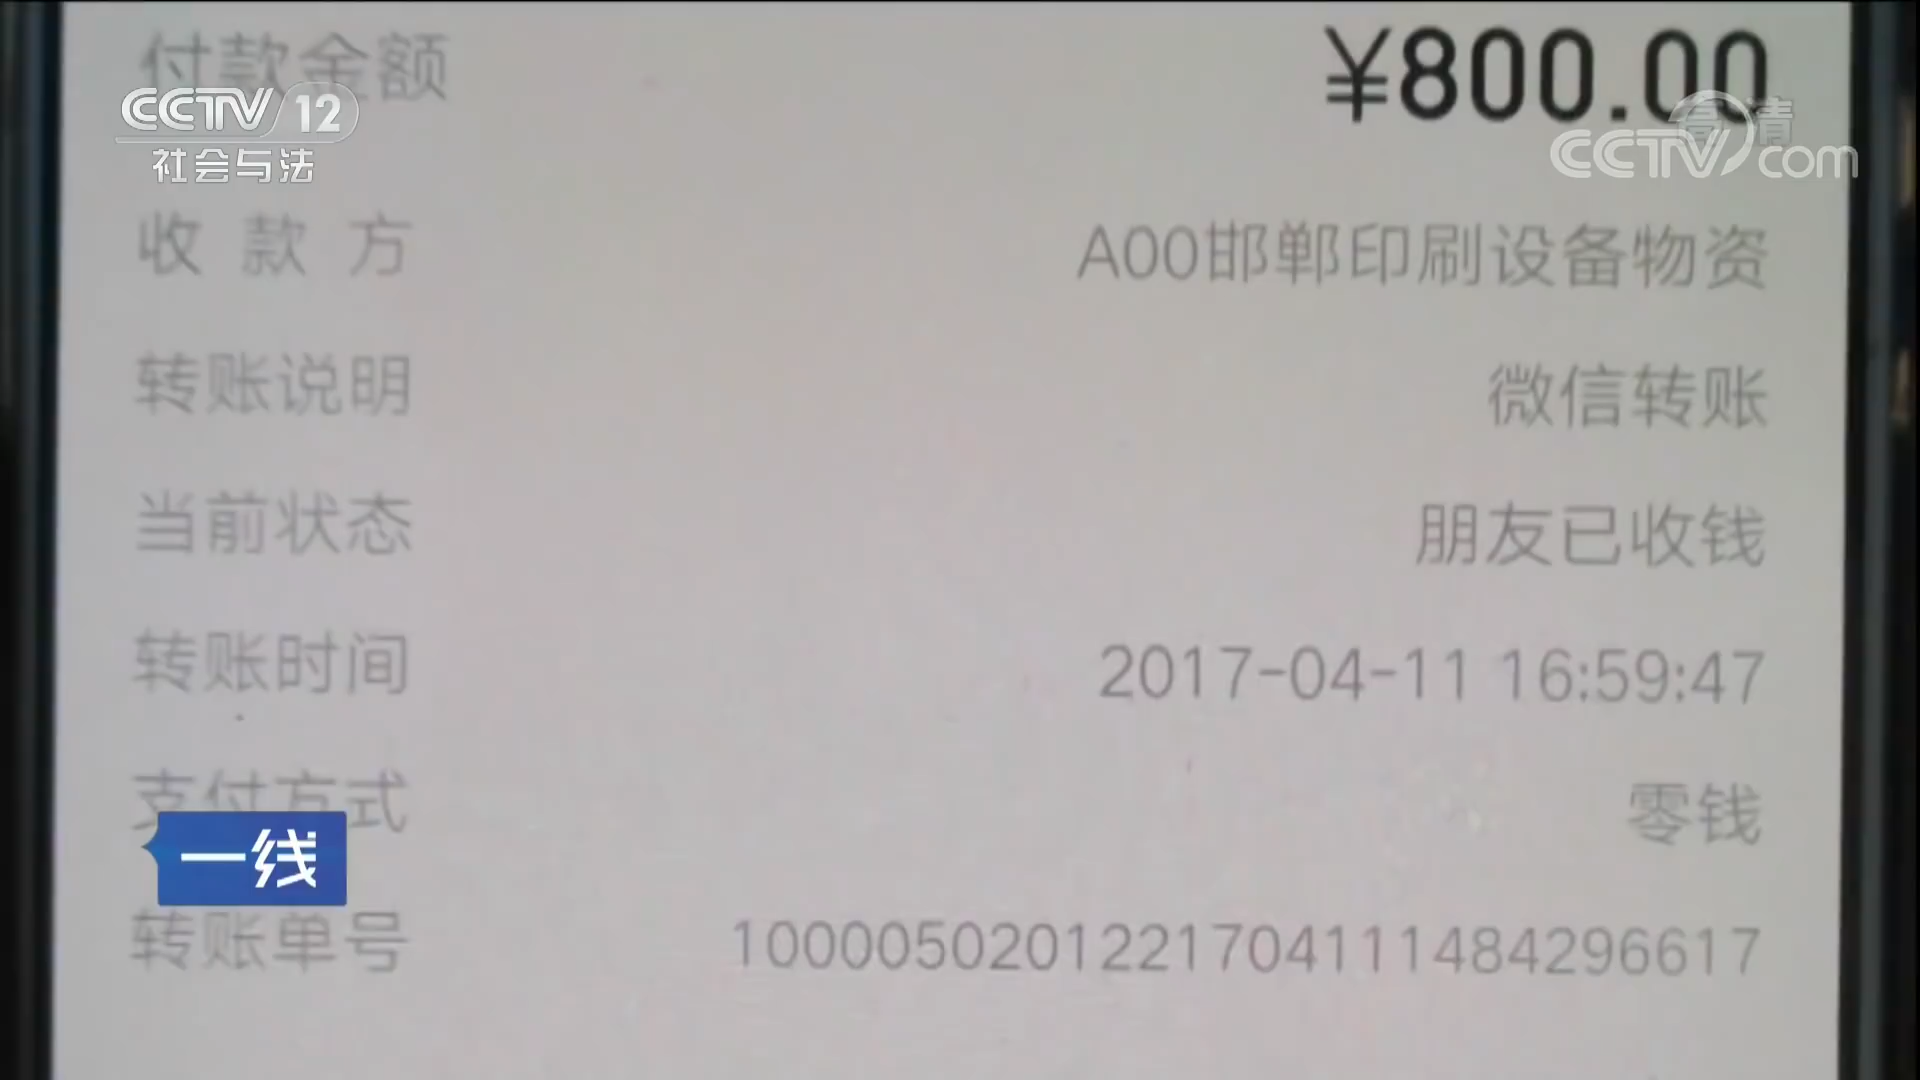 付款金额 ¥800.00
CCTV 12
社会与法
高清
CCTV.com
收款方 A00邯郸印刷设备物资
转账说明 微信转账
当前状态 朋友已收钱
转账时间 2017-04-11 16:59:47
支付方式 零钱
一线
转账单号 1000050201221704111484296617